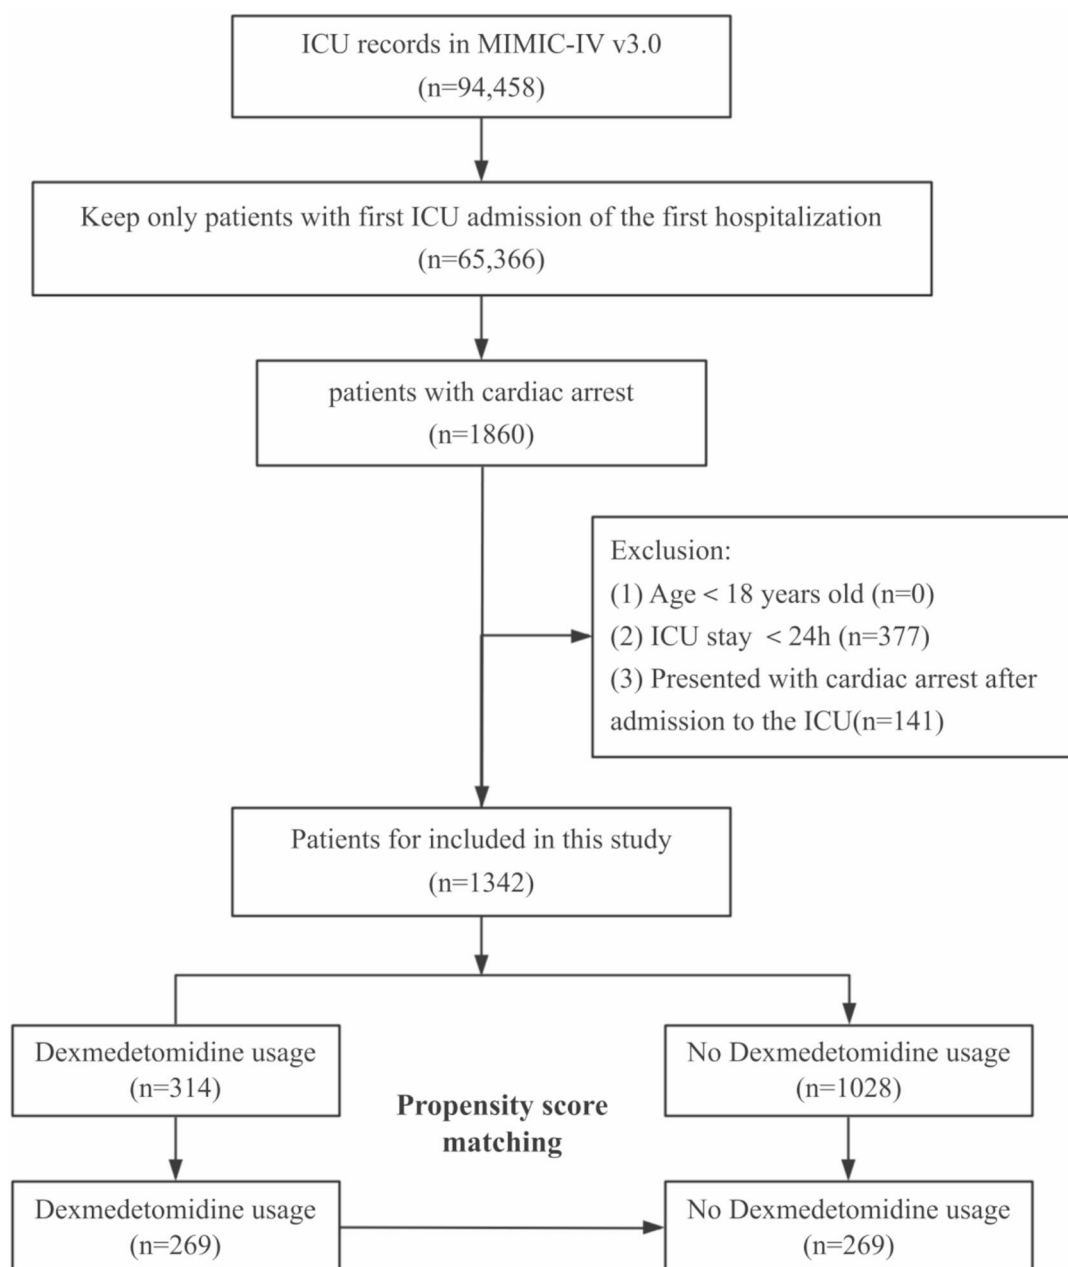 ICU records in MIMIC-IV v3.0
(n=94,458)
Keep only patients with first ICU admission of the first hospitalization
(n=65,366)
patients with cardiac arrest
(n=1860)
Exclusion:
(1) Age < 18 years old (n=0)
(2) ICU stay < 24h (n=377)
(3) Presented with cardiac arrest after
admission to the ICU(n=141)
Patients for included in this study
(n=1342)
Dexmedetomidine usage
(n=314)
No Dexmedetomidine usage
(n=1028)
Propensity score
matching
Dexmedetomidine usage
(n=269)
No Dexmedetomidine usage
(n=269)